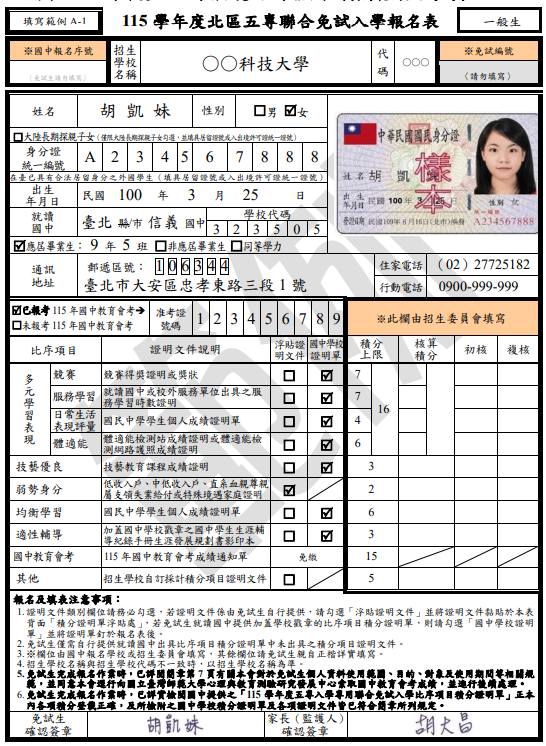 填寫範例 A-1
115 學年度北區五專聯合免試入學報名表
一般生
※國中報名序號
（免試生請勿填寫）
招生學校名稱
○○科技大學
代碼
○○○
※免試編號
（請勿填寫）
姓名 胡凱妹 性別 □男 ☑女
□大陸長期探親子女(僅限大陸長期探親子女勾選，並填具居留證號或入出境許可證統一證號)
身分證統一編號 A 2 3 4 5 6 7 8 8 8
在臺已具有合法居留身分之外國學生（填具居留證號或入出境許可證統一證號）
出生年月日 民國 100 年 3 月 25 日
就讀國中 臺北 縣/市 信義 國中 學校代碼 3 2 3 5 0 5
☑應屆畢業生：9 年 5 班 □非應屆畢業生 □同等學力
中華民國國民身分證
樣本
姓名 胡凱
出生年月日 民國 100 年 3 月 25 日
性別 女
發證日期 民國109年6月16日(北市)換發
統一編號
A234567888
通訊地址 郵遞區號：106344
臺北市大安區忠孝東路三段 1 號
住家電話 （02）27725182
行動電話 0900-999-999
☑已報考 115 年國中教育會考➔
□未報考 115 年國中教育會考
准考證號碼 1 2 3 4 5 6 7 8 9
※此欄由招生委員會填寫
比序項目 證明文件說明 浮貼證明文件 國中學校證明單 積分上限 核算積分 初核 複核
多元學習表現 16
競賽 競賽得獎證明或獎狀 □ ☑ 7
服務學習 就讀國中或校外服務單位出具之服務學習時數證明 □ ☑ 7
日常生活表現評量 國民中學學生個人成績證明單 □ ☑ 4
體適能 體適能檢測站成績證明或體適能檢測網路護照成績證明 □ ☑ 6
技藝優良 技藝教育課程成績證明 □ ☑ 3
弱勢身分 低收入戶、中低收入戶、直系血親尊親屬支領失業給付或特殊境遇家庭證明 ☑ 2
均衡學習 國民中學學生個人成績證明單 □ ☑ 6
適性輔導 加蓋國中學校戳章之國中學生生涯輔導紀錄手冊生涯發展規劃書影印本 □ ☑ 3
國中教育會考 115 年國中教育會考成績通知單 免繳 15
其他 招生學校自訂採計積分項目證明文件 □ □ 5
範例
報名及填表注意事項：
1.證明文件類別欄位請務必勾選，若證明文件係由免試生自行提供，請勾選「浮貼證明文件」並將證明文件黏貼於本表
背面「積分證明單浮貼處」，若免試生就讀國中提供加蓋學校戳章的比序項目積分證明單，則請勾選「國中學校證明
單」並將證明單釘於報名表後。
2.免試生僅需自行提供就讀國中出具比序項目積分證明單中未出具之積分項目證明文件。
3.※欄位由國中報名學校或招生委員會填寫，其餘欄位請免試生親自正楷詳實填寫。
4.招生學校名稱與招生學校代碼不一致時，以招生學校名稱為準。
5.免試生完成報名作業時，已詳閱簡章第 7 頁有關本會對於免試生個人資料使用範圍、目的、對象及使用期間等相關規
範，並同意本會進行向國立臺灣師範大學心理與教育測驗研究發展中心索取國中教育會考成績，並進行後續處理。
6.免試生完成報名作業時，已詳實檢閱國中提供之「115 學年度五專入學專用聯合免試入學比序項目積分證明單」正本
內各項積分登載正確，及所檢附之國中學校積分證明單及各項證明文件皆已符合簡章所列規定。
免試生確認簽章 胡凱妹 家長（監護人）確認簽章 胡大昌